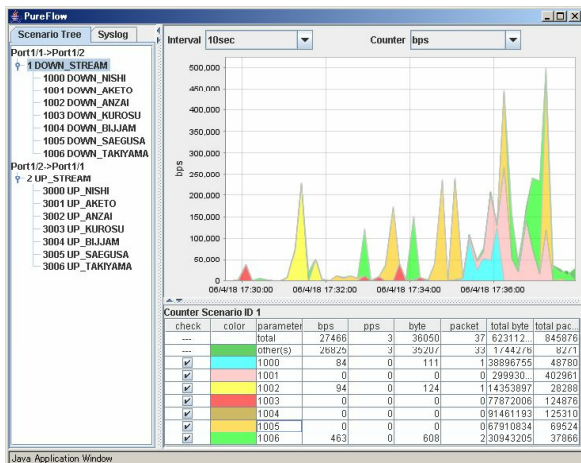 PureFlow
Scenario Tree Syslog
Interval 10sec Counter bps
Port1/1->Port1/2
1 DOWN_STREAM
1000 DOWN_NISHI
1001 DOWN_AKETO
1002 DOWN_ANZAI
1003 DOWN_KUROSU
1004 DOWN_BIJJAM
1005 DOWN_SAEGUSA
1006 DOWN_TAKIYAMA
Port1/2->Port1/1
2 UP_STREAM
3000 UP_NISHI
3001 UP_AKETO
3002 UP_ANZAI
3003 UP_KUROSU
3004 UP_BIJJAM
3005 UP_SAEGUSA
3006 UP_TAKIYAMA
500,000
450,000
400,000
350,000
300,000
250,000
200,000
150,000
100,000
50,000
0
bps
06/4/18 17:30:00 06/4/18 17:32:00 06/4/18 17:34:00 06/4/18 17:36:00
Counter Scenario ID 1
check color parameter bps pps byte packet total byte total pac...
--- total 27466 3 36050 37 623112... 845876
--- other(s) 26825 3 35207 33 1744276 8271
1000 84 0 111 1 38896755 48780
1001 0 0 0 0 299930... 402961
1002 94 0 124 1 14353897 28288
1003 0 0 0 0 77872006 124876
1004 0 0 0 0 91461193 125310
1005 0 0 0 0 67910834 69524
1006 463 0 608 2 30943205 37866
Java Application Window